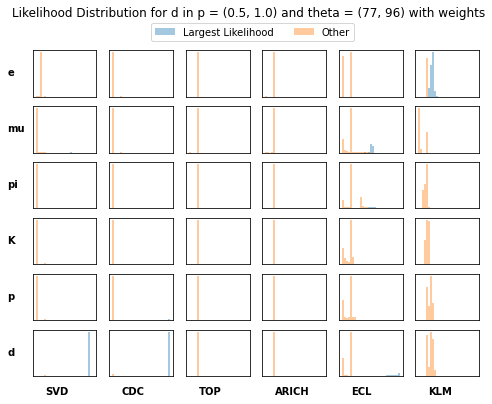 Likelihood Distribution for d in p = (0.5, 1.0) and theta = (77, 96) with weights
Largest Likelihood Other
e
mu
pi
K
p
d
SVD CDC TOP ARICH ECL KLM